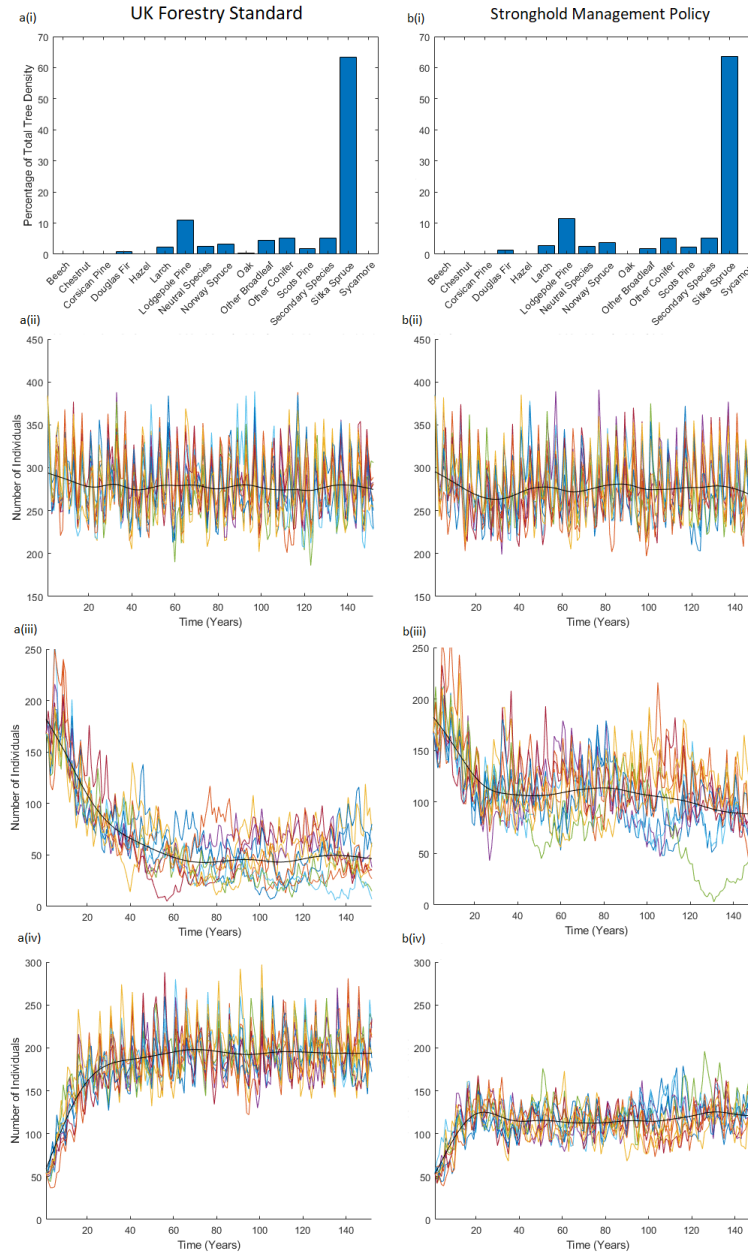 UK Forestry Standard
Stronghold Management Policy
a(i)
b(i)
Percentage of Total Tree Density
70
60
50
40
30
20
10
0
70
60
50
40
30
20
10
0
Beech
Chestnut
Corsican Pine
Douglas Fir
Hazel
Larch
Lodgepole Pine
Neutral Species
Norway Spruce
Oak
Other Broadleaf
Other Conifer
Scots Pine
Secondary Species
Sitka Spruce
Sycamore
Beech
Chestnut
Corsican Pine
Douglas Fir
Hazel
Larch
Lodgepole Pine
Neutral Species
Norway Spruce
Oak
Other Broadleaf
Other Conifer
Scots Pine
Secondary Species
Sitka Spruce
Sycamore
a(ii)
b(ii)
Number of Individuals
450
400
350
300
250
200
150
20 40 60 80 100 120 140
Time (Years)
450
400
350
300
250
200
150
20 40 60 80 100 120 140
Time (Years)
a(iii)
b(iii)
Number of Individuals
250
200
150
100
50
0
20 40 60 80 100 120 140
Time (Years)
250
200
150
100
50
0
20 40 60 80 100 120 140
Time (Years)
a(iv)
b(iv)
Number of Individuals
300
250
200
150
100
50
0
20 40 60 80 100 120 140
Time (Years)
300
250
200
150
100
50
0
20 40 60 80 100 120 140
Time (Years)